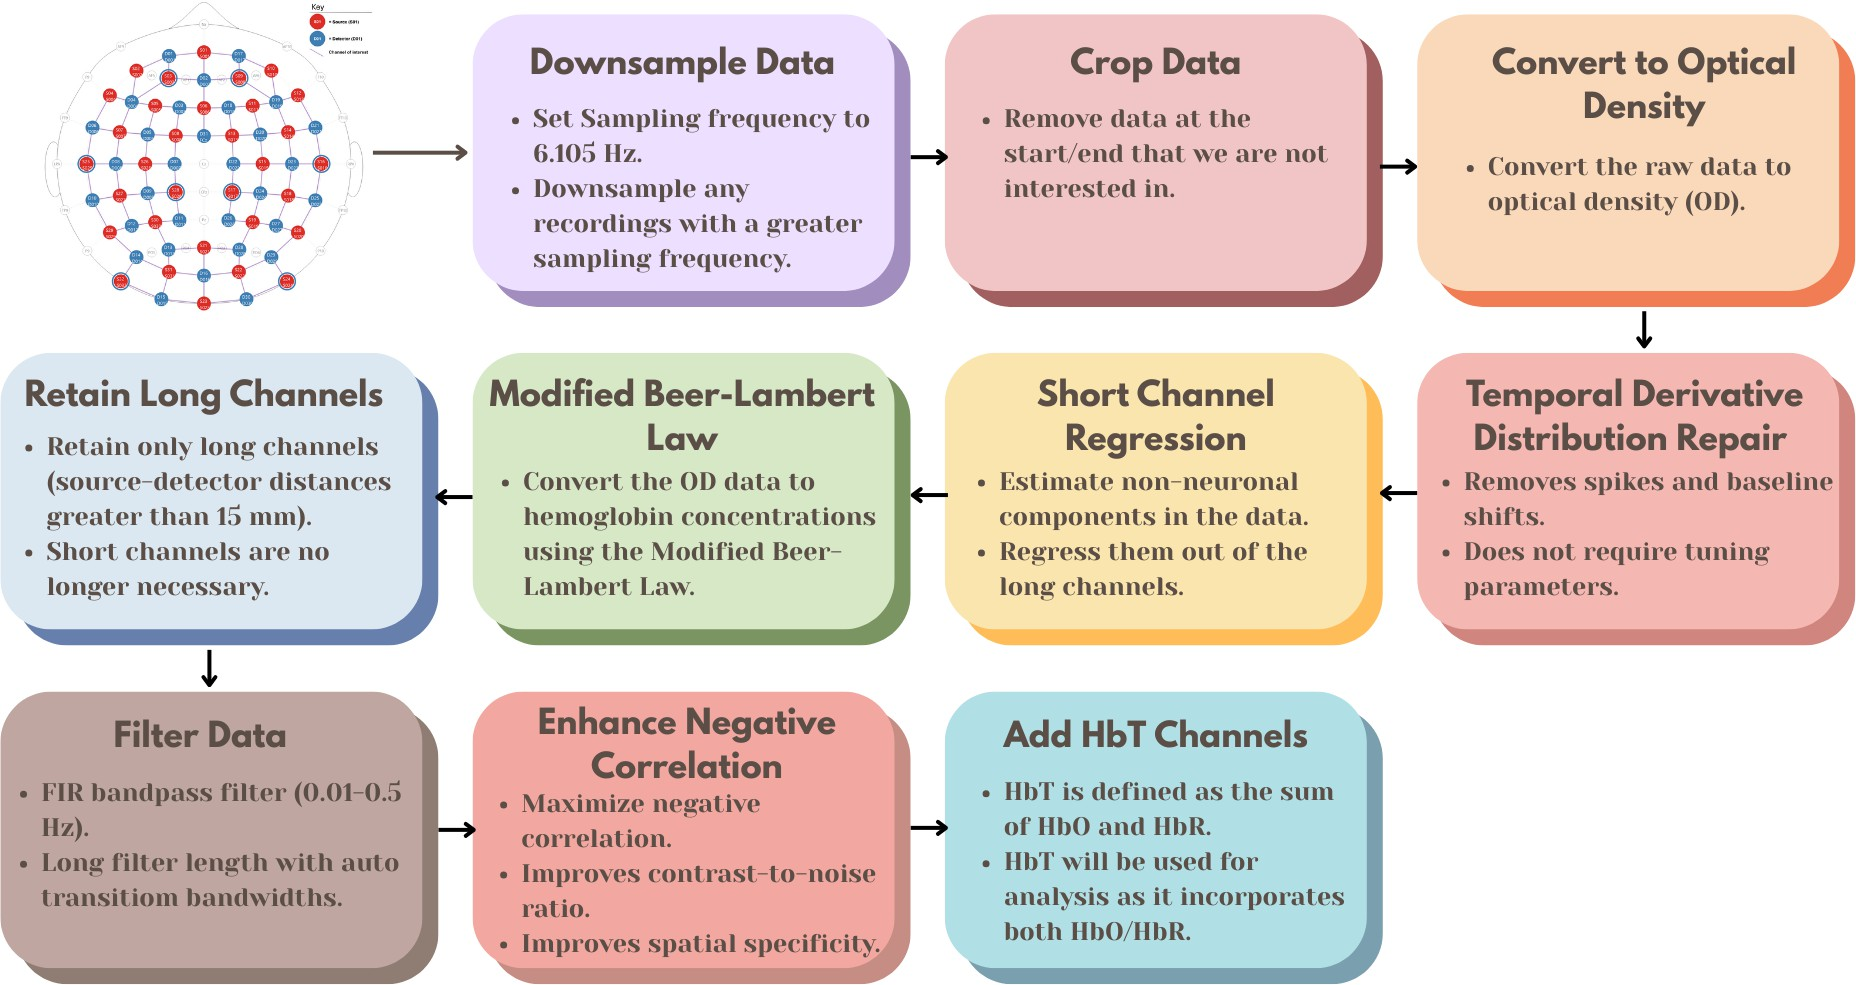 Key
= Source (S01)
= Detector (D01)
Channel of interest
Downsample Data
• Set Sampling frequency to
6.105 Hz.
• Downsample any
recordings with a greater
sampling frequency.
Crop Data
• Remove data at the
start/end that we are not
interested in.
Convert to Optical
Density
• Convert the raw data to
optical density (OD).
Retain Long Channels
• Retain only long channels
(source-detector distances
greater than 15 mm).
• Short channels are no
longer necessary.
Modified Beer-Lambert
Law
• Convert the OD data to
hemoglobin concentrations
using the Modified Beer-
Lambert Law.
Short Channel
Regression
• Estimate non-neuronal
components in the data.
• Regress them out of the
long channels.
Temporal Derivative
Distribution Repair
• Removes spikes and baseline
shifts.
• Does not require tuning
parameters.
Filter Data
• FIR bandpass filter (0.01-0.5
Hz).
• Long filter length with auto
transitiom bandwidths.
Enhance Negative
Correlation
• Maximize negative
correlation.
• Improves contrast-to-noise
ratio.
• Improves spatial specificity.
Add HbT Channels
• HbT is defined as the sum
of HbO and HbR.
• HbT will be used for
analysis as it incorporates
both HbO/HbR.